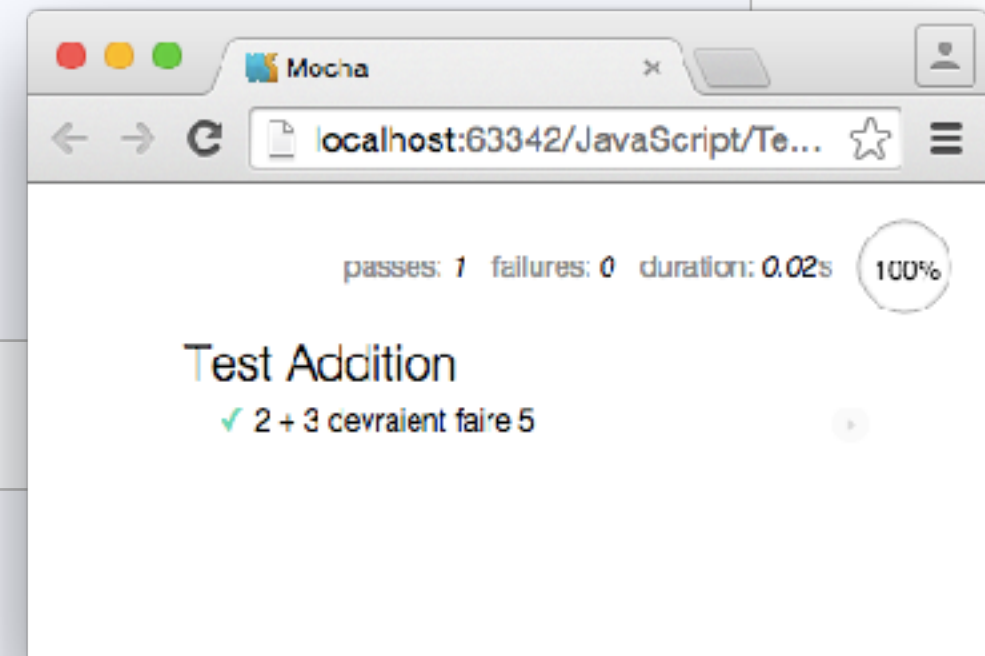 Mocha
localhost:63342/JavaScript/Te...
passes: 1 failures: 0 duration: 0.02s 100%
Test Addition
✓ 2 + 3 devraient faire 5